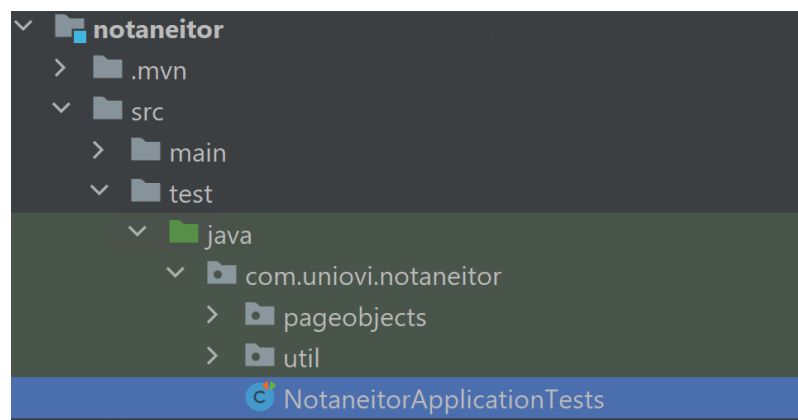 notaneitor
.mvn
src
main
test
java
com.uniovi.notaneitor
pageobjects
util
C NotaneitorApplicationTests